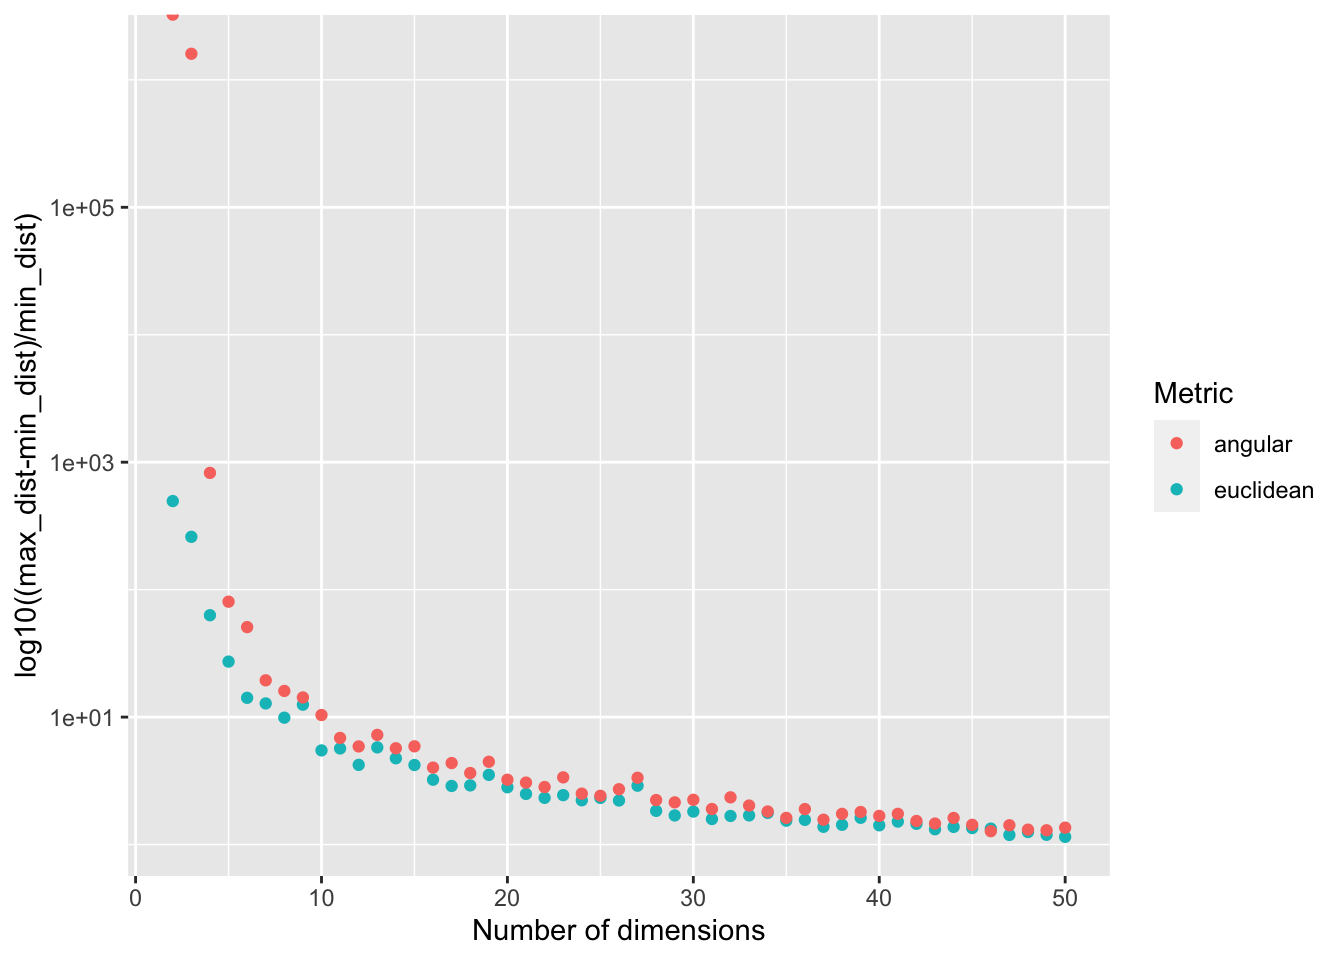 log10((max_dist-min_dist)/min_dist)
1e+05
1e+03
1e+01
0 10 20 30 40 50
Number of dimensions
Metric
angular
euclidean